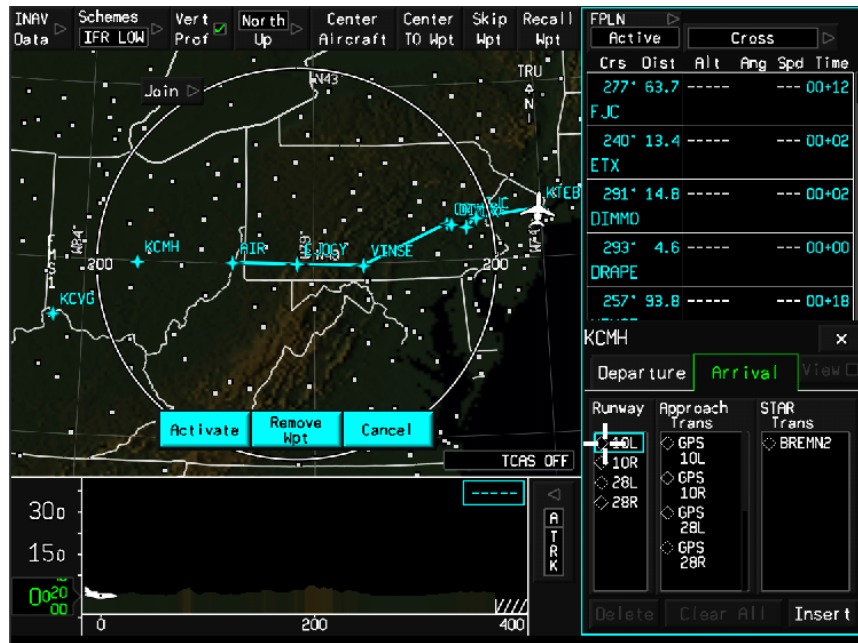 INAV Data
Schemes
IFR LOW
Vert Prof
North Up
Center Aircraft
Center TO Wpt
Skip Wpt
Recall Wpt
Join
N43
TRU
N
KTEB
VINSE
AIR
KCMH
KCVG
200
200
W84°
TCAS OFF
Activate
Remove Wpt
Cancel
-----
300
150
20
00
0
200
400
A
T
R
K
FPLN
Active
Cross
Crs Dist Alt Ang Spd Time
277° 63.7 ----- --- 00+12
FJC
240° 13.4 ----- --- 00+02
ETX
291° 14.8 ----- --- 00+02
DIMMO
293° 4.6 ----- --- 00+00
DRAPE
257° 93.8 ----- --- 00+18
KCMH
×
Departure
Arrival
View
Runway
10L
10R
28L
28R
Approach
Trans
GPS
10L
GPS
10R
GPS
28L
GPS
28R
STAR
Trans
BREMN2
Delete
Clear All
Insert